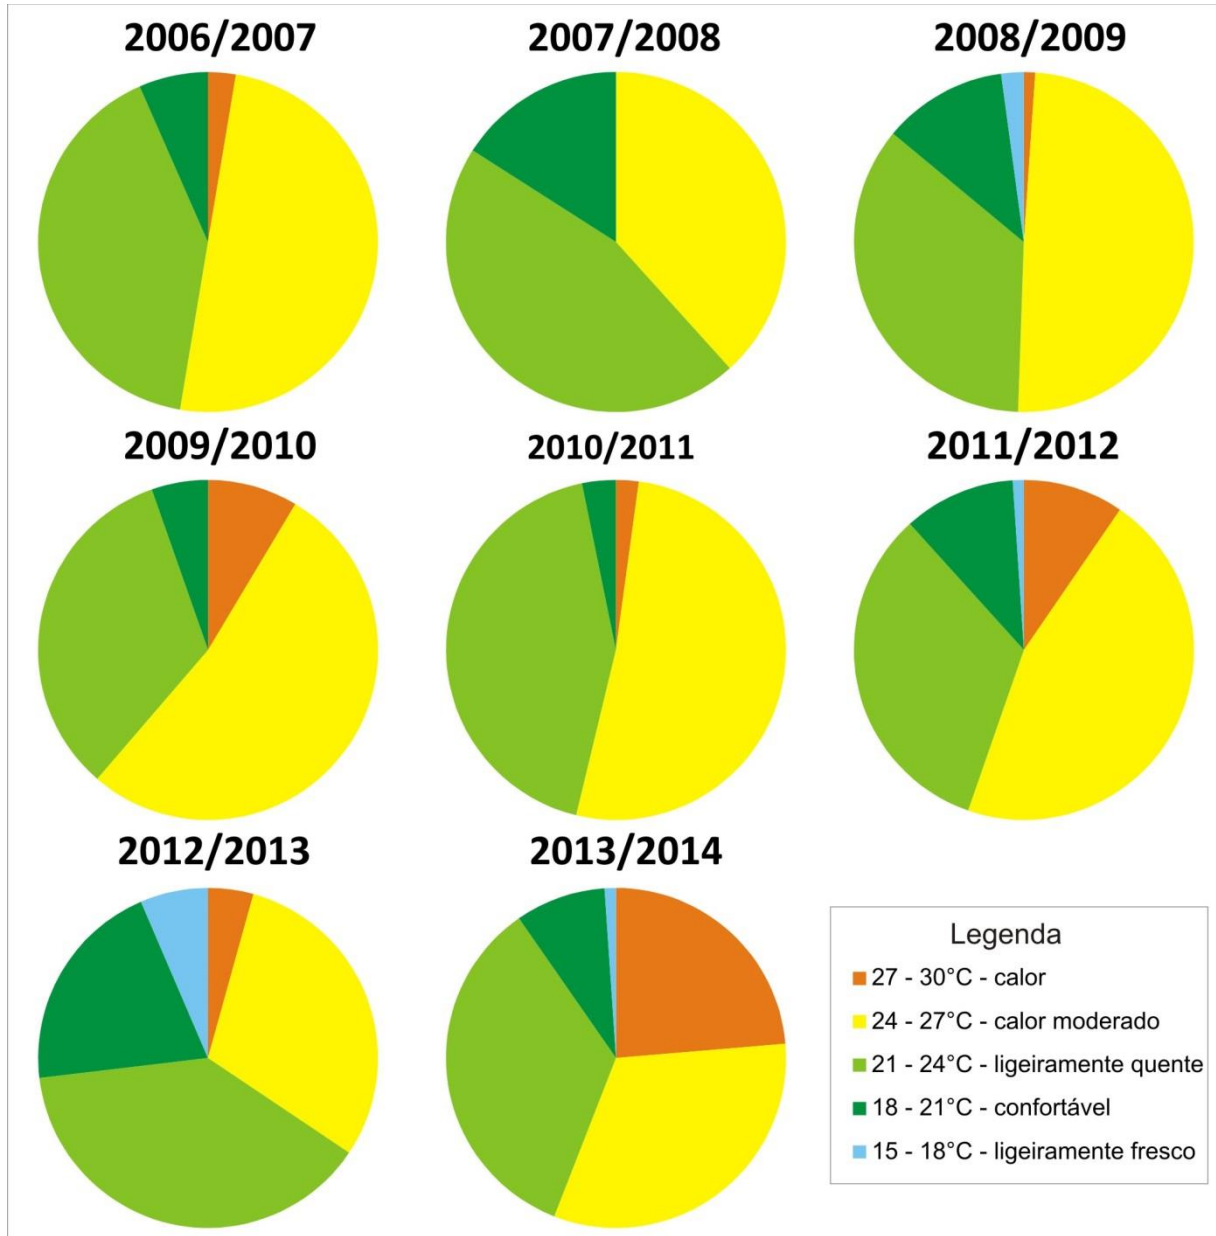 2006/2007
2007/2008
2008/2009
2009/2010
2010/2011
2011/2012
2012/2013
2013/2014
Legenda
27 - 30°C - calor
24 - 27°C - calor moderado
21 - 24°C - ligeiramente quente
18 - 21°C - confortável
15 - 18°C - ligeiramente fresco